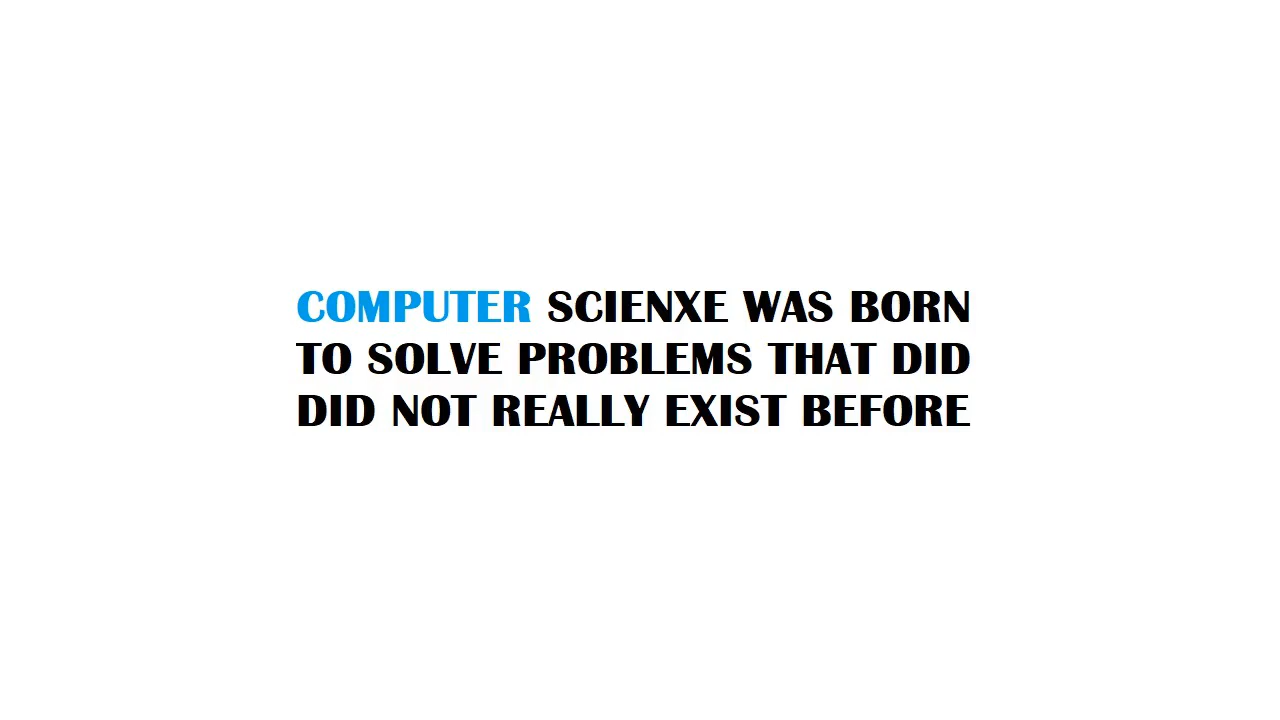 COMPUTER SCIENXE WAS BORN
TO SOLVE PROBLEMS THAT DID
DID NOT REALLY EXIST BEFORE